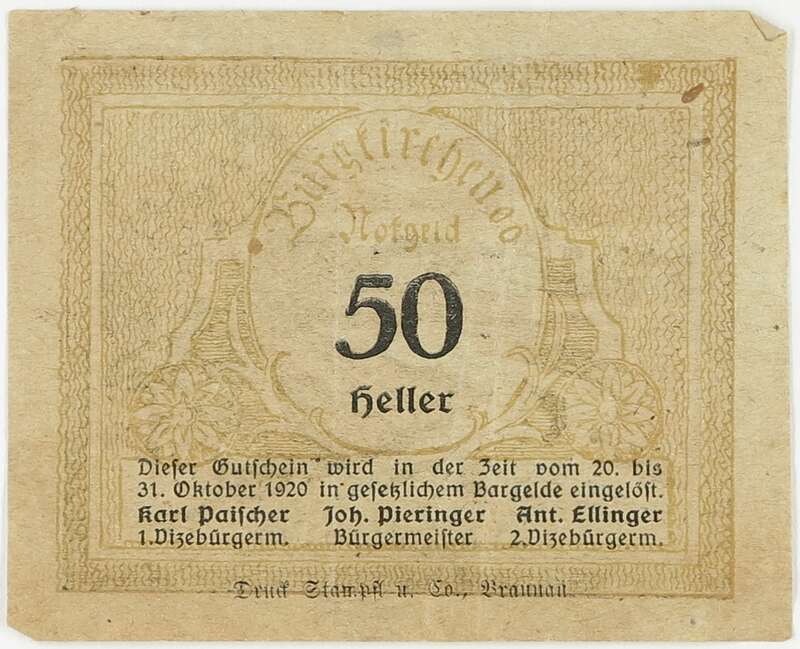 Burgkirchen
Notgeld
50
Heller
Dieser Gutschein wird in der Zeit vom 20. bis
31. Oktober 1920 in gesetzlichem Bargelde eingelöst.
Karl Paischer Joh. Pieringer Ant. Ellinger
1.Vizebürgerm. Bürgermeister 2.Vizebürgerm.
Druck Stampfl u. Co., Braunau.